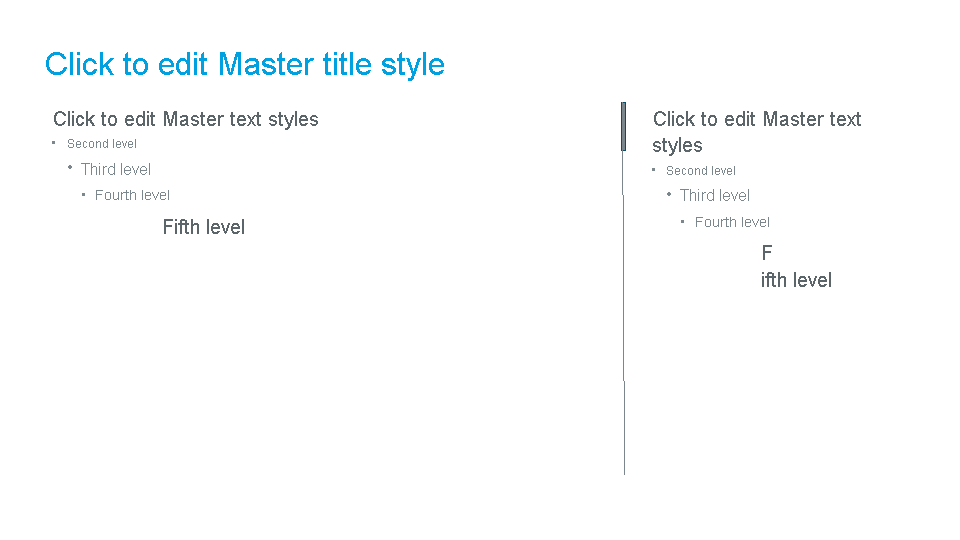 Click to edit Master title style
Click to edit Master text styles
• Second level
• Third level
• Fourth level
Fifth level
Click to edit Master text
styles
• Second level
• Third level
• Fourth level
F
ifth level